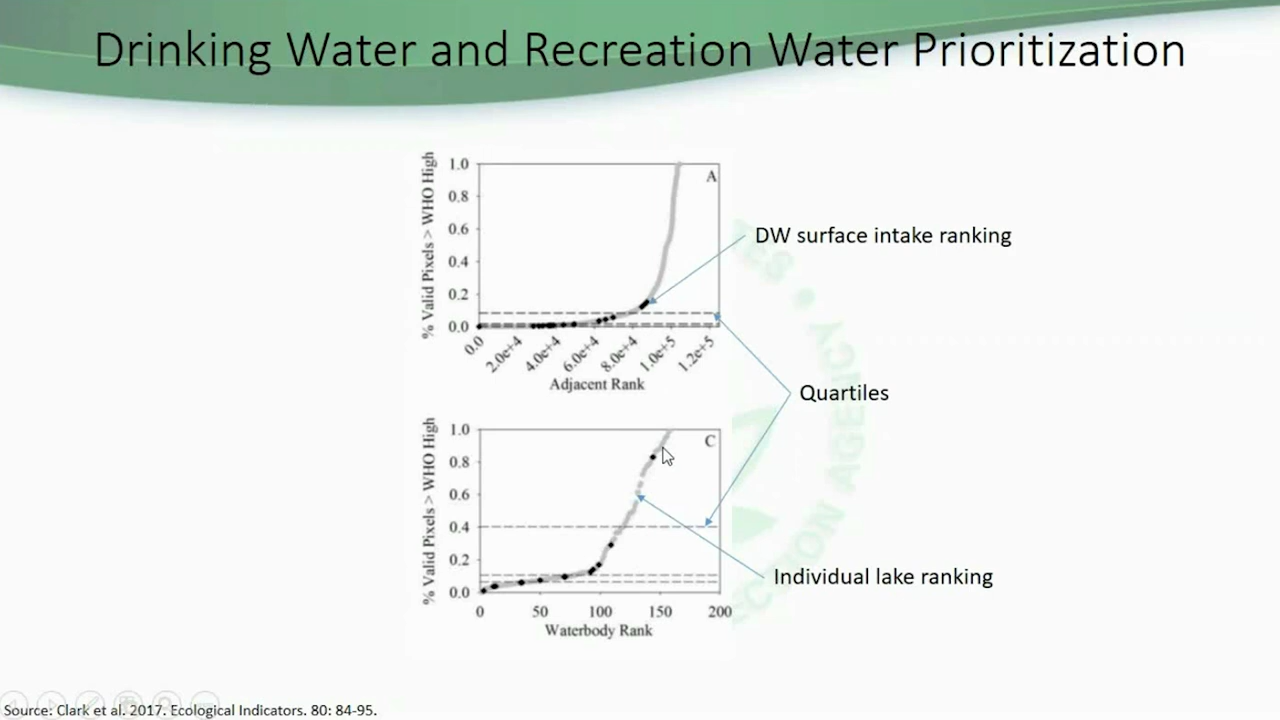 Drinking Water and Recreation Water Prioritization
% Valid Pixels > WHO High
1.0
0.8
0.6
0.4
0.2
0.0
A
0.0
2.0e+4
4.0e+4
6.0e+4
8.0e+4
1.0e+5
1.2e+5
Adjacent Rank
DW surface intake ranking
Quartiles
% Valid Pixels > WHO High
1.0
0.8
0.6
0.4
0.2
0.0
C
0
50
100
150
200
Waterbody Rank
Individual lake ranking
Source: Clark et al. 2017. Ecological Indicators. 80: 84-95.